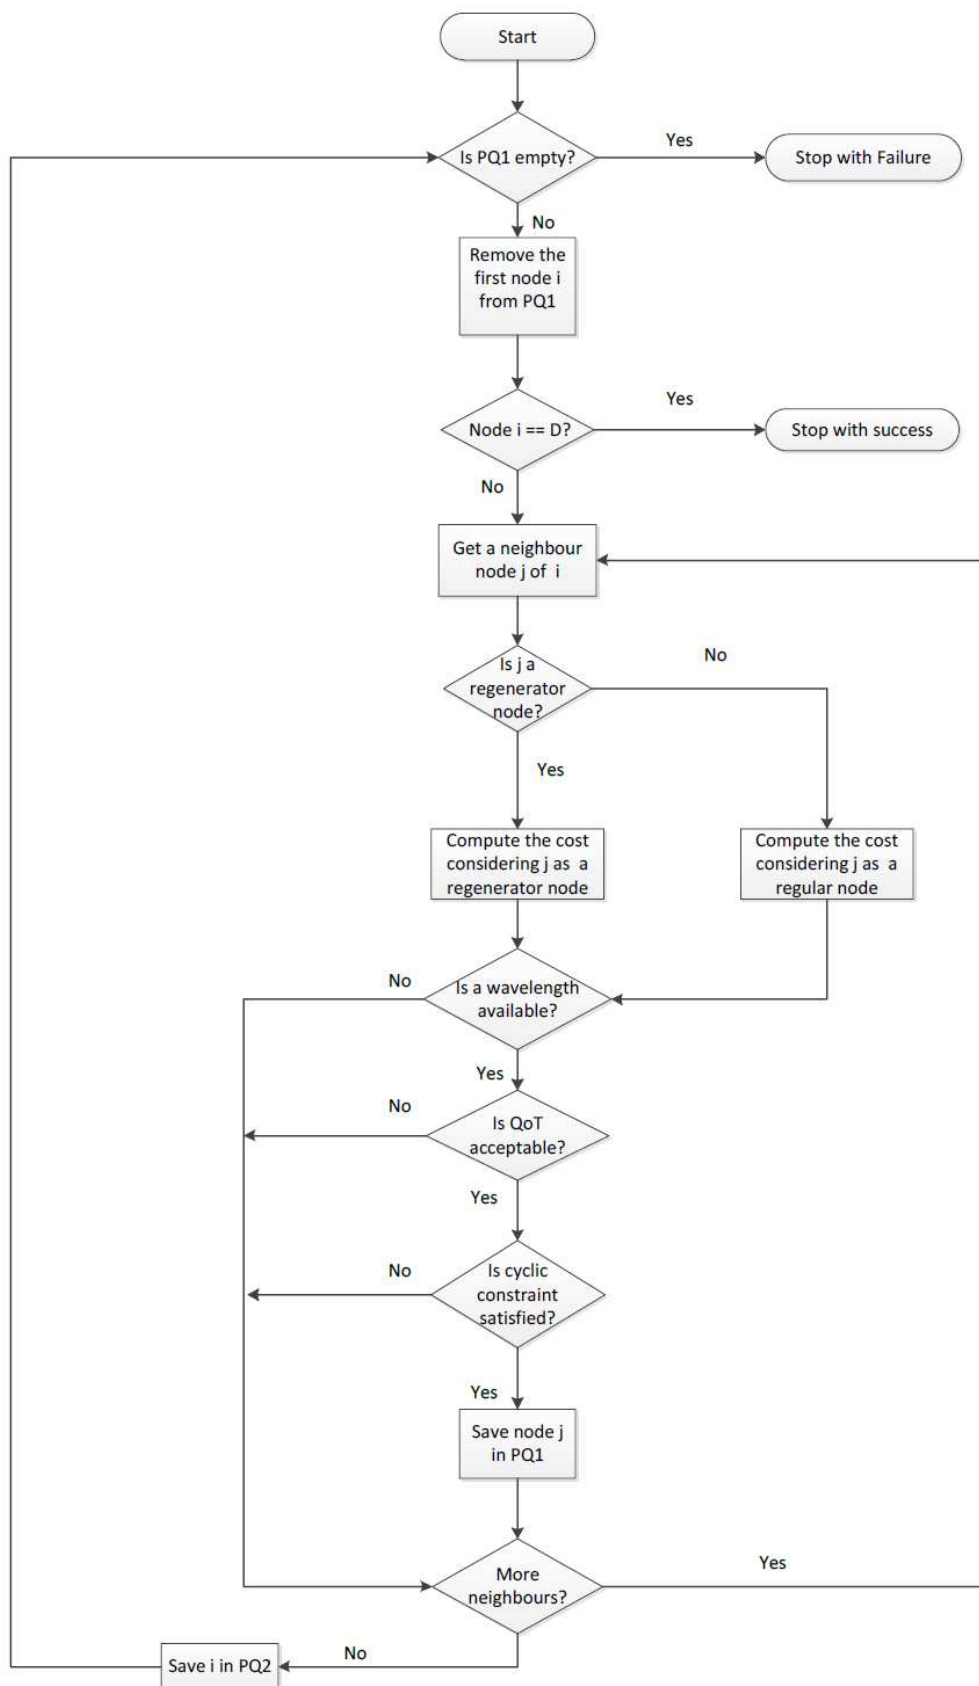 Start
Is PQ1 empty?
Yes
Stop with Failure
No
Remove the
first node i
from PQ1
Node i == D?
Yes
Stop with success
No
Get a neighbour
node j of i
Is j a
regenerator
node?
No
Yes
Compute the cost
considering j as a
regenerator node
Compute the cost
considering j as a
regular node
No
Is a wavelength
available?
Yes
No
Is QoT
acceptable?
Yes
No
Is cyclic
constraint
satisfied?
Yes
Save node j
in PQ1
More
neighbours?
Yes
No
Save i in PQ2